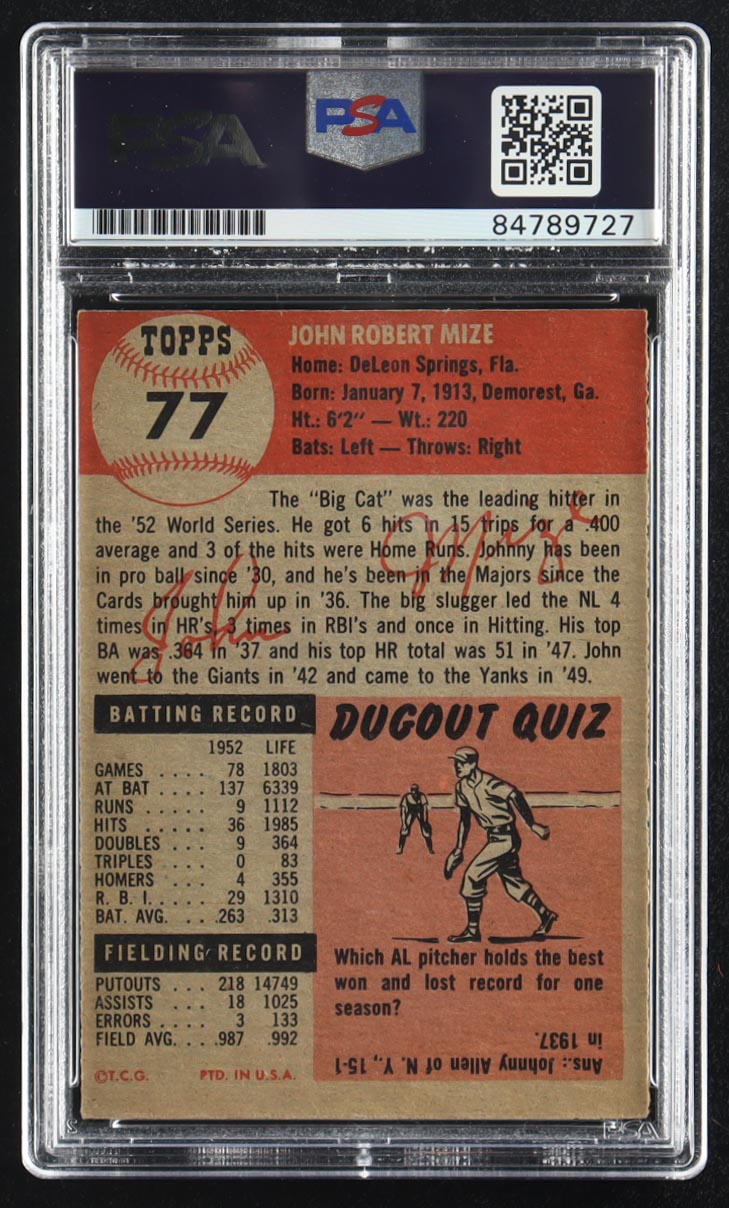 PSA
PSA
84789727
TOPPS
77
JOHN ROBERT MIZE
Home: DeLeon Springs, Fla.
Born: January 7, 1913, Demorest, Ga.
Ht.: 6'2" — Wt.: 220
Bats: Left — Throws: Right
The "Big Cat" was the leading hitter in
the '52 World Series. He got 6 hits in 15 trips for a .400
average and 3 of the hits were Home Runs. Johnny has been
in pro ball since '30, and he's been in the Majors since the
Cards brought him up in '36. The big slugger led the NL 4
times in HR's, 3 times in RBI's and once in Hitting. His top
BA was .364 in '37 and his top HR total was 51 in '47. John
went to the Giants in '42 and came to the Yanks in '49.
John Mize
BATTING RECORD
1952 LIFE
GAMES .... 78 1803
AT BAT .... 137 6339
RUNS .... 9 1112
HITS ..... 36 1985
DOUBLES ... 9 364
TRIPLES ... 0 83
HOMERS ... 4 355
R. B. I. .... 29 1310
BAT. AVG. ... .263 .313
FIELDING RECORD
PUTOUTS ... 218 14749
ASSISTS ... 18 1025
ERRORS ... 3 133
FIELD AVG. ... .987 .992
©T.C.G. PTD. IN U.S.A.
DUGOUT QUIZ
Which AL pitcher holds the best
won and lost record for one
season?
Ans.: Johnny Allen of N. Y., 15-1
in 1937.
PSA